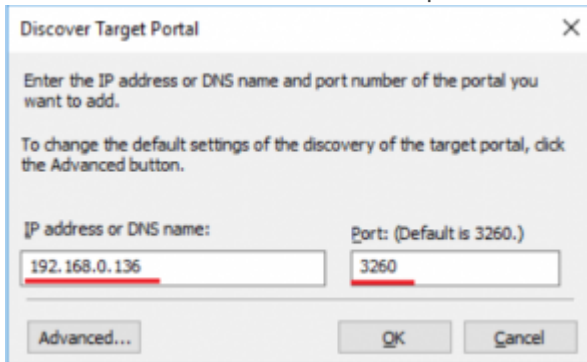 Discover Target Portal
Enter the IP address or DNS name and port number of the portal you
want to add.
To change the default settings of the discovery of the target portal, click
the Advanced button.
IP address or DNS name:
Port: (Default is 3260.)
192.168.0.136
3260
Advanced...
OK
Cancel